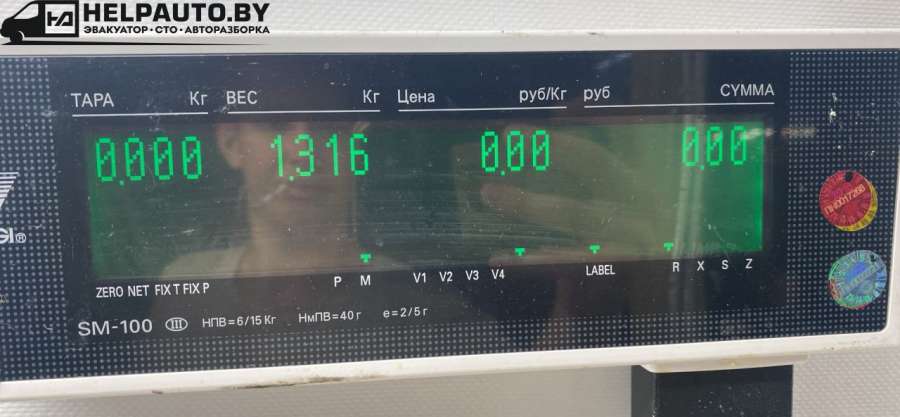 HELPAUTO.BY
ЭВАКУАТОР·СТО·АВТОРАЗБОРКА
ТАРА Кг ВЕС Кг Цена руб/Кг руб СУММА
0.000 1.316 0.00 0.00
GI®
P M V1 V2 V3 V4 LABEL R X S Z
ZERO NET FIX T FIX P
SM-100 III НПВ=6/15 Кг НмПВ=40 г e=2/5 г